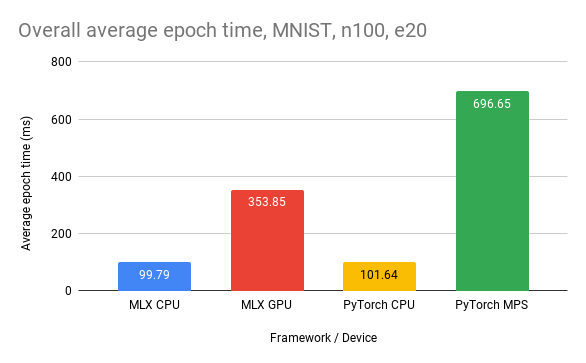 Overall average epoch time, MNIST, n100, e20
Average epoch time (ms)
800
600
400
200
0
99.79
353.85
101.64
696.65
MLX CPU
MLX GPU
PyTorch CPU
PyTorch MPS
Framework / Device